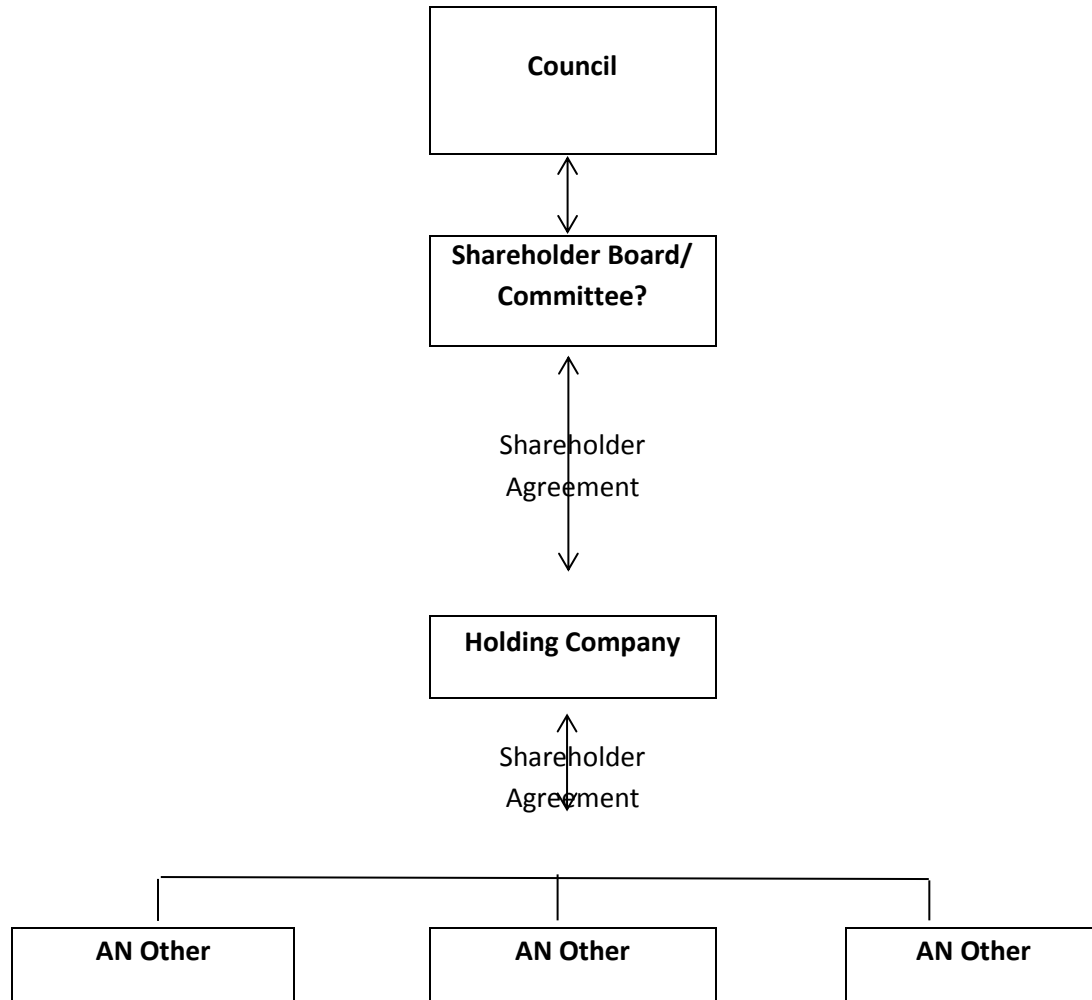 Council
Shareholder Board/
Committee?
Shareholder
Agreement
Holding Company
Shareholder
Agreement
AN Other
AN Other
AN Other